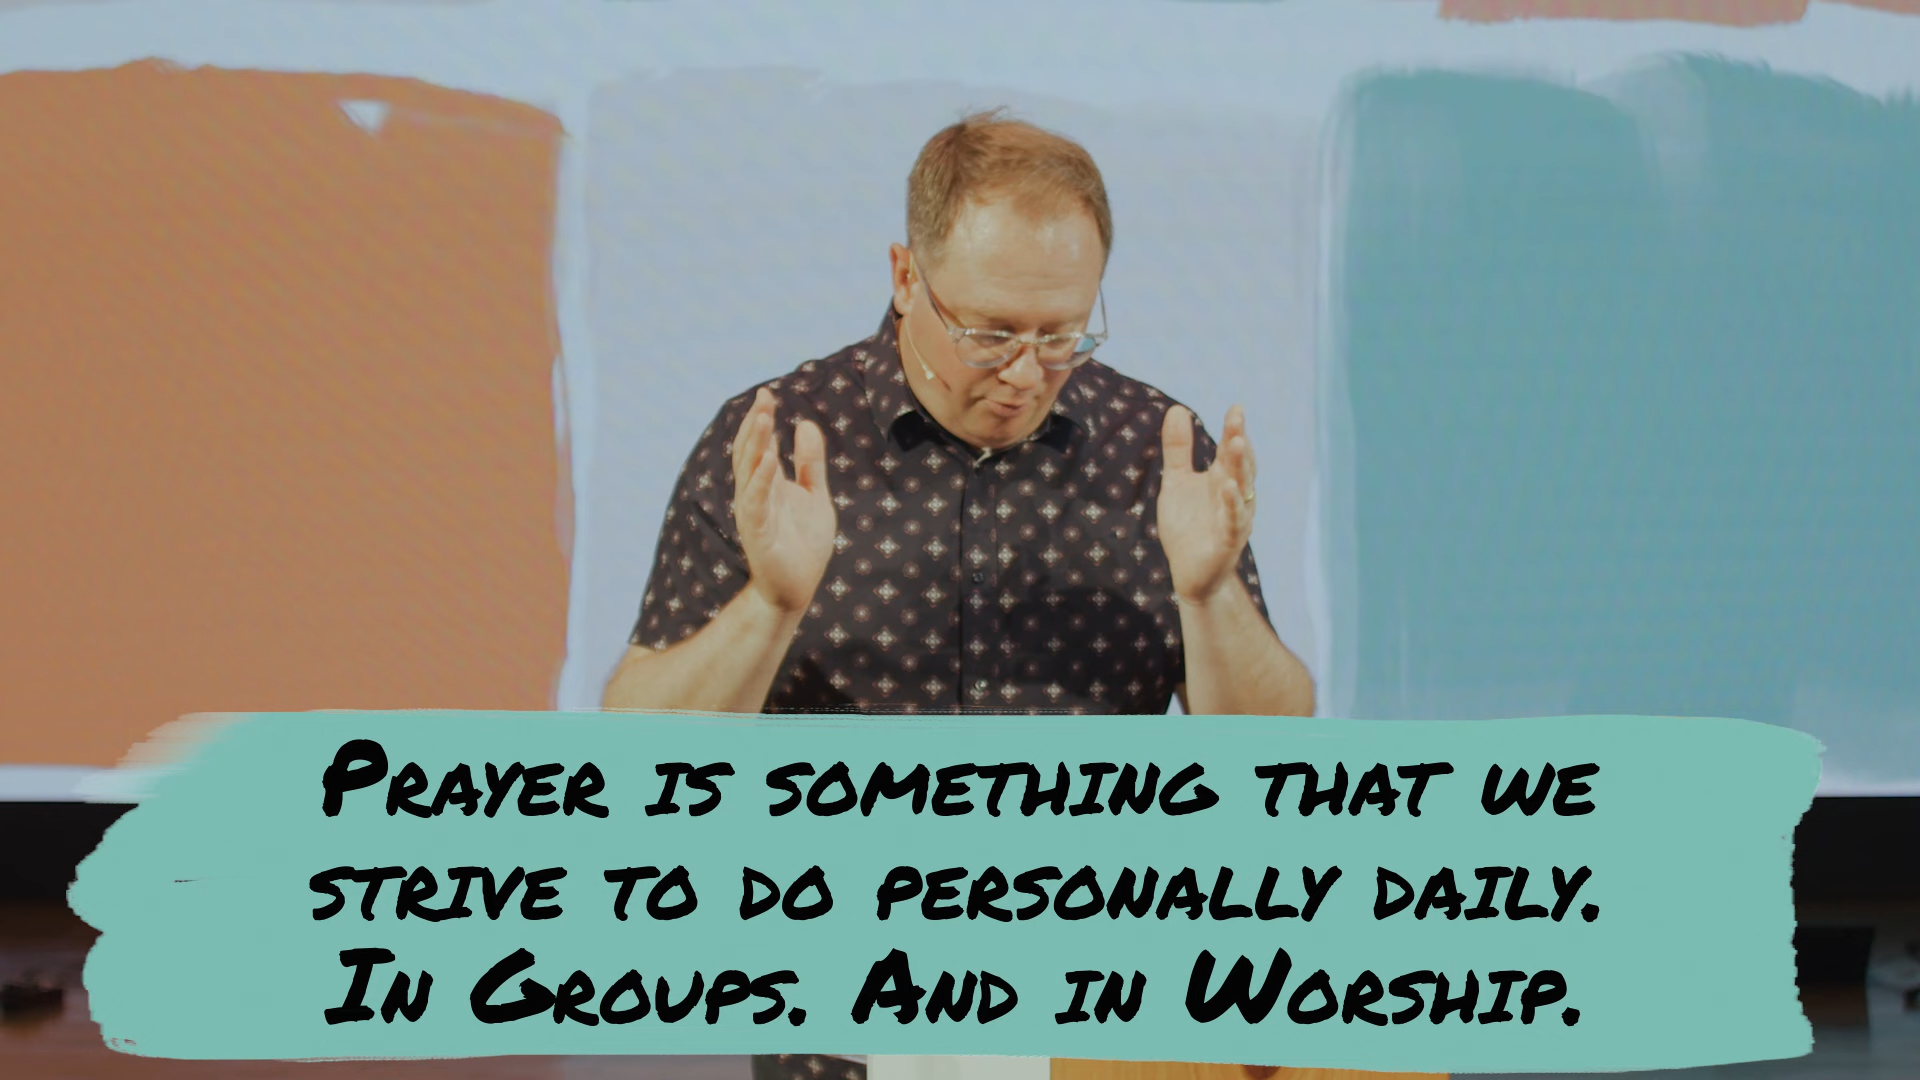 Prayer is something that we
strive to do personally daily.
In Groups. And in Worship.